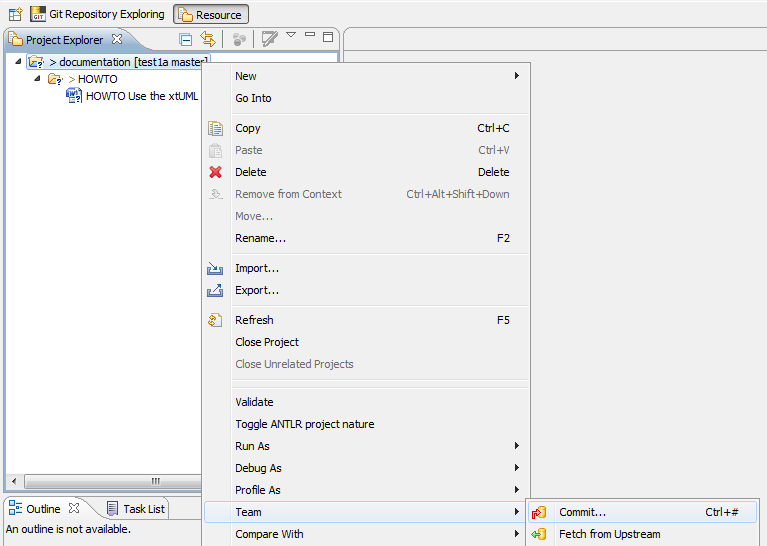 Git Repository Exploring Resource
Project Explorer
> documentation [test1a master]
> HOWTO
HOWTO Use the xtUML
New
Go Into
Copy Ctrl+C
Paste Ctrl+V
Delete Delete
Remove from Context Ctrl+Alt+Shift+Down
Move...
Rename... F2
Import...
Export...
Refresh F5
Close Project
Close Unrelated Projects
Validate
Toggle ANTLR project nature
Run As
Debug As
Profile As
Team
Compare With
Commit... Ctrl+#
Fetch from Upstream
Outline Task List
An outline is not available.